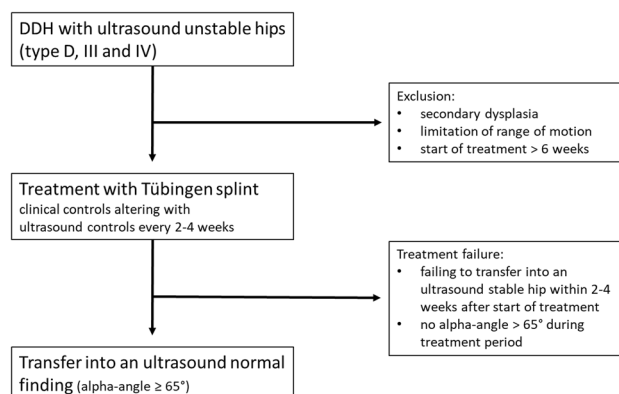 DDH with ultrasound unstable hips
(type D, III and IV)
Exclusion:
• secondary dysplasia
• limitation of range of motion
• start of treatment > 6 weeks
Treatment with Tübingen splint
clinical controls altering with
ultrasound controls every 2-4 weeks
Treatment failure:
• failing to transfer into an
ultrasound stable hip within 2-4
weeks after start of treatment
• no alpha-angle > 65° during
treatment period
Transfer into an ultrasound normal
finding (alpha-angle ≥ 65°)